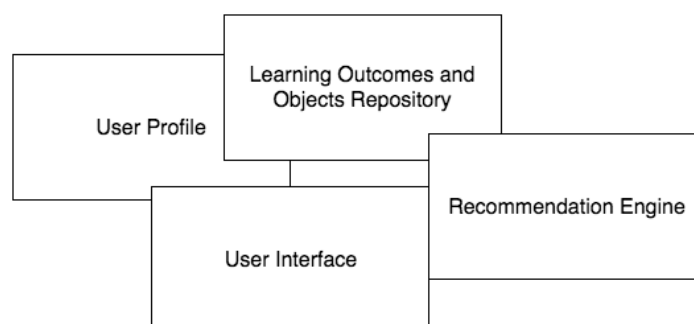 Learning Outcomes and
Objects Repository
User Profile
Recommendation Engine
User Interface